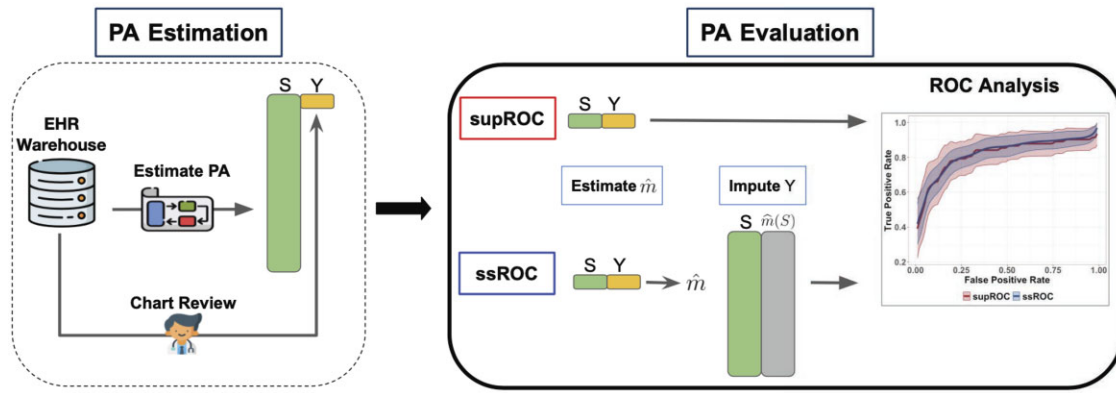 PA Estimation
S Y
EHR
Warehouse
Estimate PA
Chart Review
PA Evaluation
supROC
S Y
ROC Analysis
Estimate m̂
Impute Y
ssROC
S Y
m̂
S m̂(S)
True Positive Rate
1.0
0.8
0.6
0.4
0.2
0.00 0.25 0.50 0.75 1.00
False Positive Rate
supROC ssROC